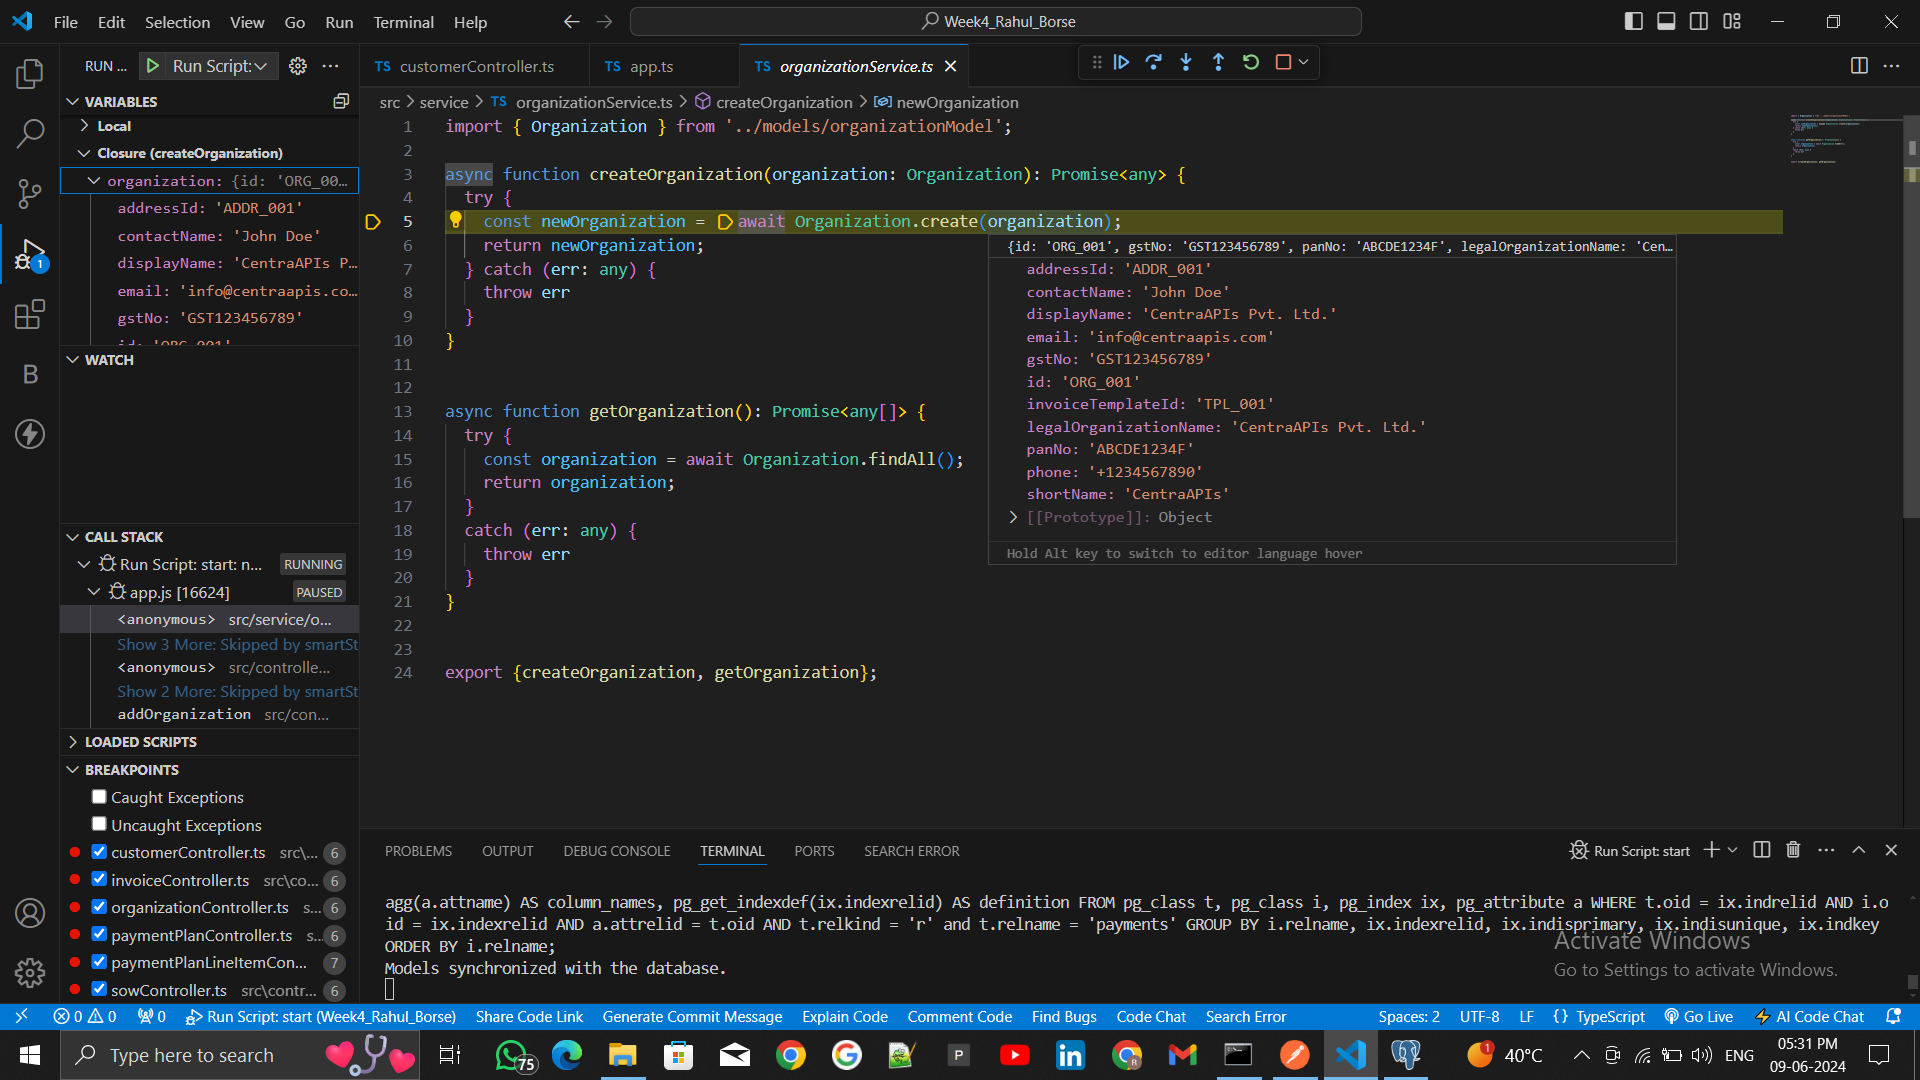 File Edit Selection View Go Run Terminal Help
Week4_Rahul_Borse
RUN ... Run Script:
TS customerController.ts
TS app.ts
TS organizationService.ts
VARIABLES
Local
Closure (createOrganization)
organization: {id: 'ORG_00...
addressId: 'ADDR_001'
contactName: 'John Doe'
displayName: 'CentraAPIs P...
email: 'info@centraapis.co...
gstNo: 'GST123456789'
id: 'ORG_001'
WATCH
CALL STACK
Run Script: start: n... RUNNING
app.js [16624] PAUSED
<anonymous> src/service/o...
Show 3 More: Skipped by smartSt
<anonymous> src/controlle...
Show 2 More: Skipped by smartSt
addOrganization src/con...
LOADED SCRIPTS
BREAKPOINTS
Caught Exceptions
Uncaught Exceptions
customerController.ts src\... 6
invoiceController.ts src\co... 6
organizationController.ts s... 6
paymentPlanController.ts s... 6
paymentPlanLineItemCon... 7
sowController.ts src\contr... 6
B
1
src > service > TS organizationService.ts > createOrganization > newOrganization
1 import { Organization } from '../models/organizationModel';
2
3 async function createOrganization(organization: Organization): Promise<any> {
4 try {
5 const newOrganization = await Organization.create(organization);
6 return newOrganization;
7 } catch (err: any) {
8 throw err
9 }
10 }
11
12
13 async function getOrganization(): Promise<any[]> {
14 try {
15 const organization = await Organization.findAll();
16 return organization;
17 }
18 catch (err: any) {
19 throw err
20 }
21 }
22
23
24 export {createOrganization, getOrganization};
{id: 'ORG_001', gstNo: 'GST123456789', panNo: 'ABCDE1234F', legalOrganizationName: 'Cen...
addressId: 'ADDR_001'
contactName: 'John Doe'
displayName: 'CentraAPIs Pvt. Ltd.'
email: 'info@centraapis.com'
gstNo: 'GST123456789'
id: 'ORG_001'
invoiceTemplateId: 'TPL_001'
legalOrganizationName: 'CentraAPIs Pvt. Ltd.'
panNo: 'ABCDE1234F'
phone: '+1234567890'
shortName: 'CentraAPIs'
[[Prototype]]: Object
Hold Alt key to switch to editor language hover
PROBLEMS OUTPUT DEBUG CONSOLE TERMINAL PORTS SEARCH ERROR
Run Script: start
agg(a.attname) AS column_names, pg_get_indexdef(ix.indexrelid) AS definition FROM pg_class t, pg_class i, pg_index ix, pg_attribute a WHERE t.oid = ix.indrelid AND i.o
id = ix.indexrelid AND a.attrelid = t.oid AND t.relkind = 'r' and t.relname = 'payments' GROUP BY i.relname, ix.indexrelid, ix.indisprimary, ix.indisunique, ix.indkey
ORDER BY i.relname;
Models synchronized with the database.
Activate Windows
Go to Settings to activate Windows.
0 0 0 Run Script: start (Week4_Rahul_Borse) Share Code Link Generate Commit Message Explain Code Comment Code Find Bugs Code Chat Search Error Spaces: 2 UTF-8 LF {} TypeScript Go Live AI Code Chat
Type here to search
75
P
R
1
40°C
ENG
05:31 PM
09-06-2024